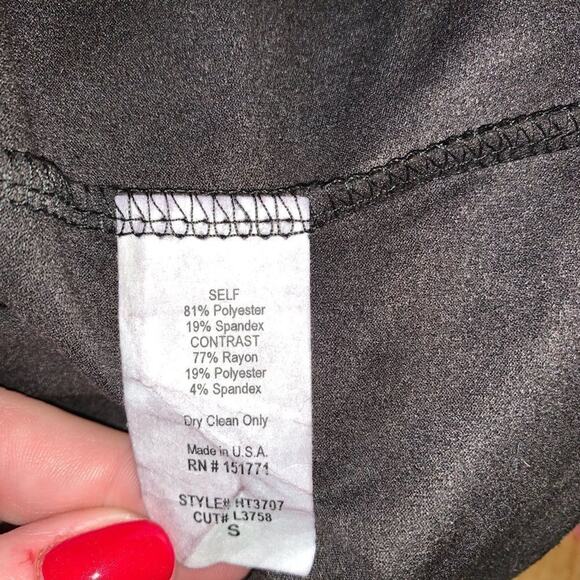 SELF
81% Polyester
19% Spandex
CONTRAST
77% Rayon
19% Polyester
4% Spandex
Dry Clean Only
Made in U.S.A.
RN # 151771
STYLE# HT3707
CUT# L3758
S